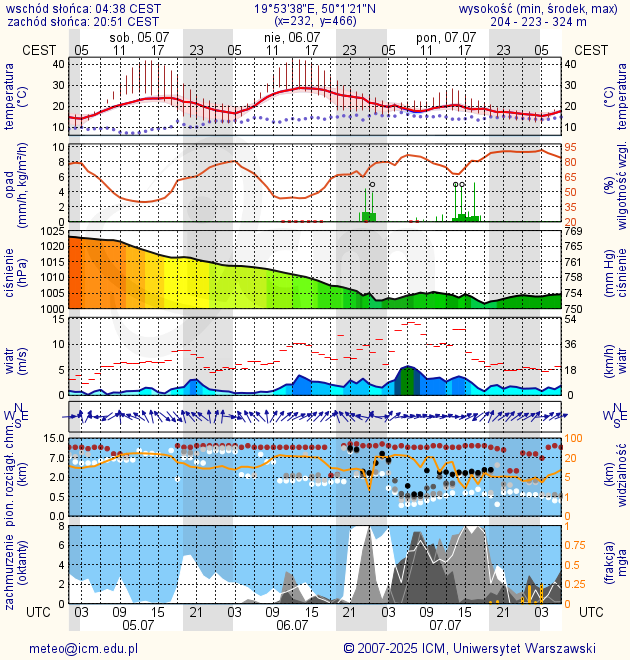 wschód słońca: 04:38 CEST 19°53'38"E, 50°1'21"N wysokość (min, środek, max)
zachód słońca: 20:51 CEST (x=232, y=466) 204 - 223 - 324 m
sob, 05.07 nie, 06.07 pon, 07.07
CEST 05 11 17 23 05 11 17 23 05 11 17 23 05 CEST
temperatura (°C) 40 30 20 10 40 30 20 10 temperatura (°C)
opad (mm/h, kg/m²/h) 10 8 6 4 2 0 95 85 75 65 50 40 30 20 (%) wilgotność wzgl.
ciśnienie (hPa) 1025 1020 1015 1010 1005 1000 769 765 761 758 754 750 (mm Hg) ciśnienie
wiatr (m/s) 15 10 5 0 54 36 18 0 (km/h) wiatr
N W E S N W E S
pion. rozciągł. chm. (km) 15.0 7.0 2.0 0.5 0.0 100 20 5 1 0 (km) widzialność
zachmurzenie (oktanty) 8 6 4 2 0 1 0.75 0.5 0.25 0 (frakcja) mgła
UTC 03 09 15 21 03 09 15 21 03 09 15 21 03 UTC
05.07 06.07 07.07
meteo@icm.edu.pl © 2007-2025 ICM, Uniwersytet Warszawski